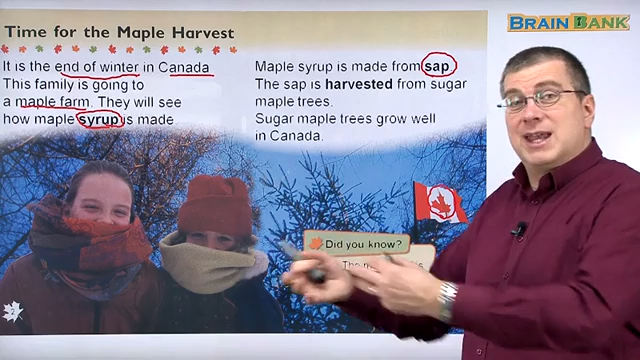 Time for the Maple Harvest
BRAIN BANK
It is the end of winter in Canada
This family is going to
a maple farm. They will see
how maple syrup is made
Maple syrup is made from sap.
The sap is harvested from sugar
maple trees.
Sugar maple trees grow well
in Canada.
Did you know?
The
is